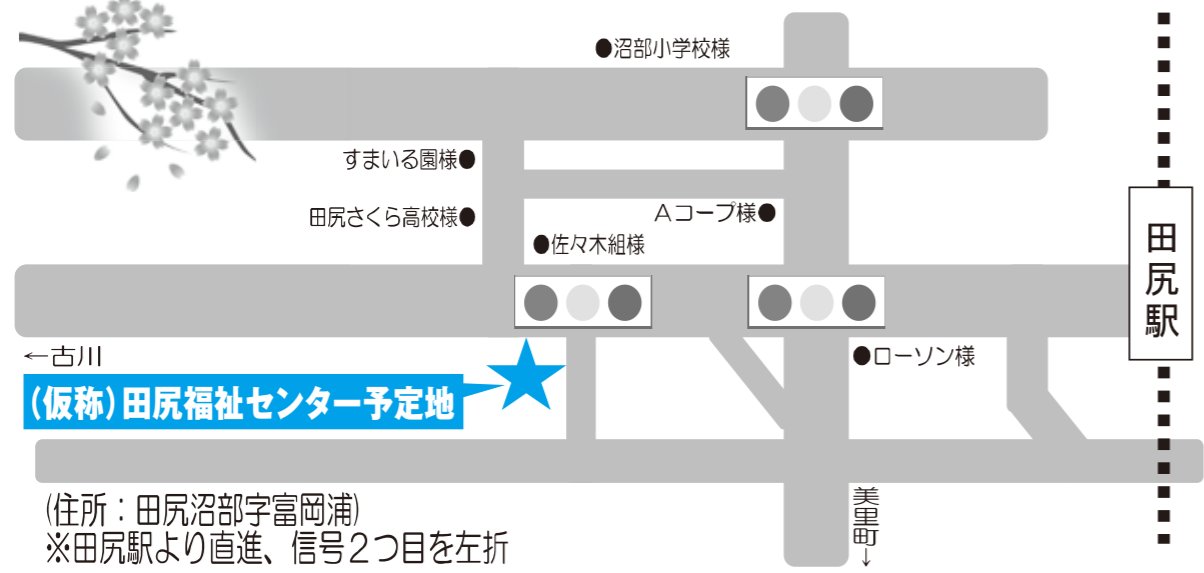 ●沼部小学校様
すまいる園様●
田尻さくら高校様●
Aコープ様●
●佐々木組様
田尻駅
←古川
●ローソン様
(仮称)田尻福祉センター予定地
(住所：田尻沼部字富岡浦)
※田尻駅より直進、信号２つ目を左折
美里町→